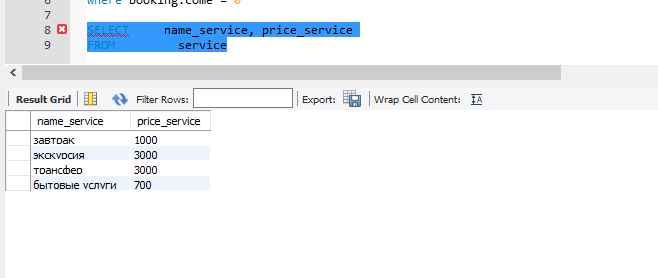 6 where booking.come = 0
7
8 SELECT name_service, price_service
9 FROM service
Result Grid Filter Rows: Export: Wrap Cell Content: IA
name_service price_service
завтрак 1000
экскурсия 3000
трансфер 3000
бытовые услуги 700